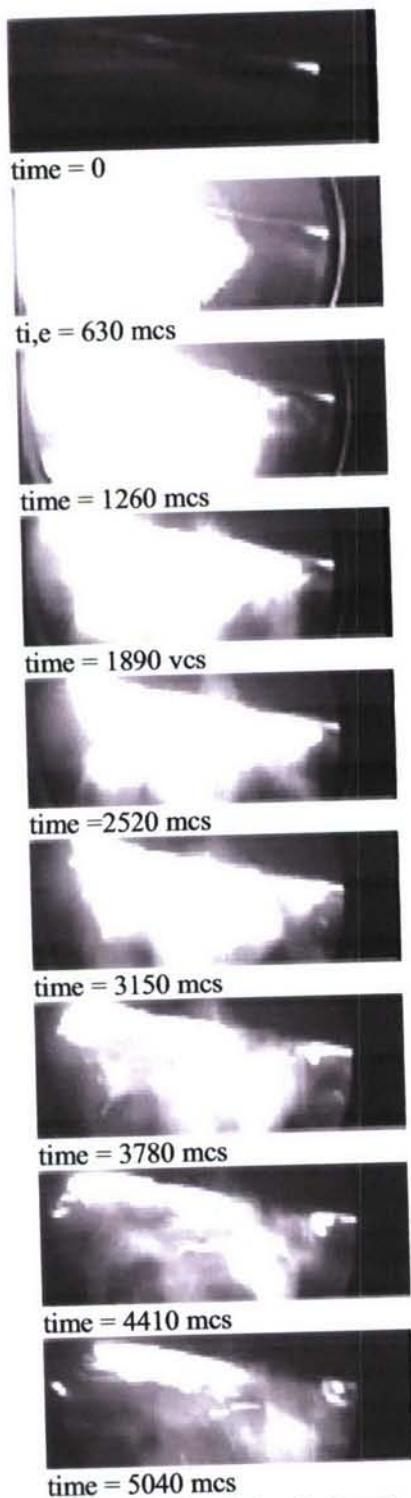 time = 0
ti,e = 630 mcs
time = 1260 mcs
time = 1890 vcs
time =2520 mcs
time = 3150 mcs
time = 3780 mcs
time = 4410 mcs
time = 5040 mcs